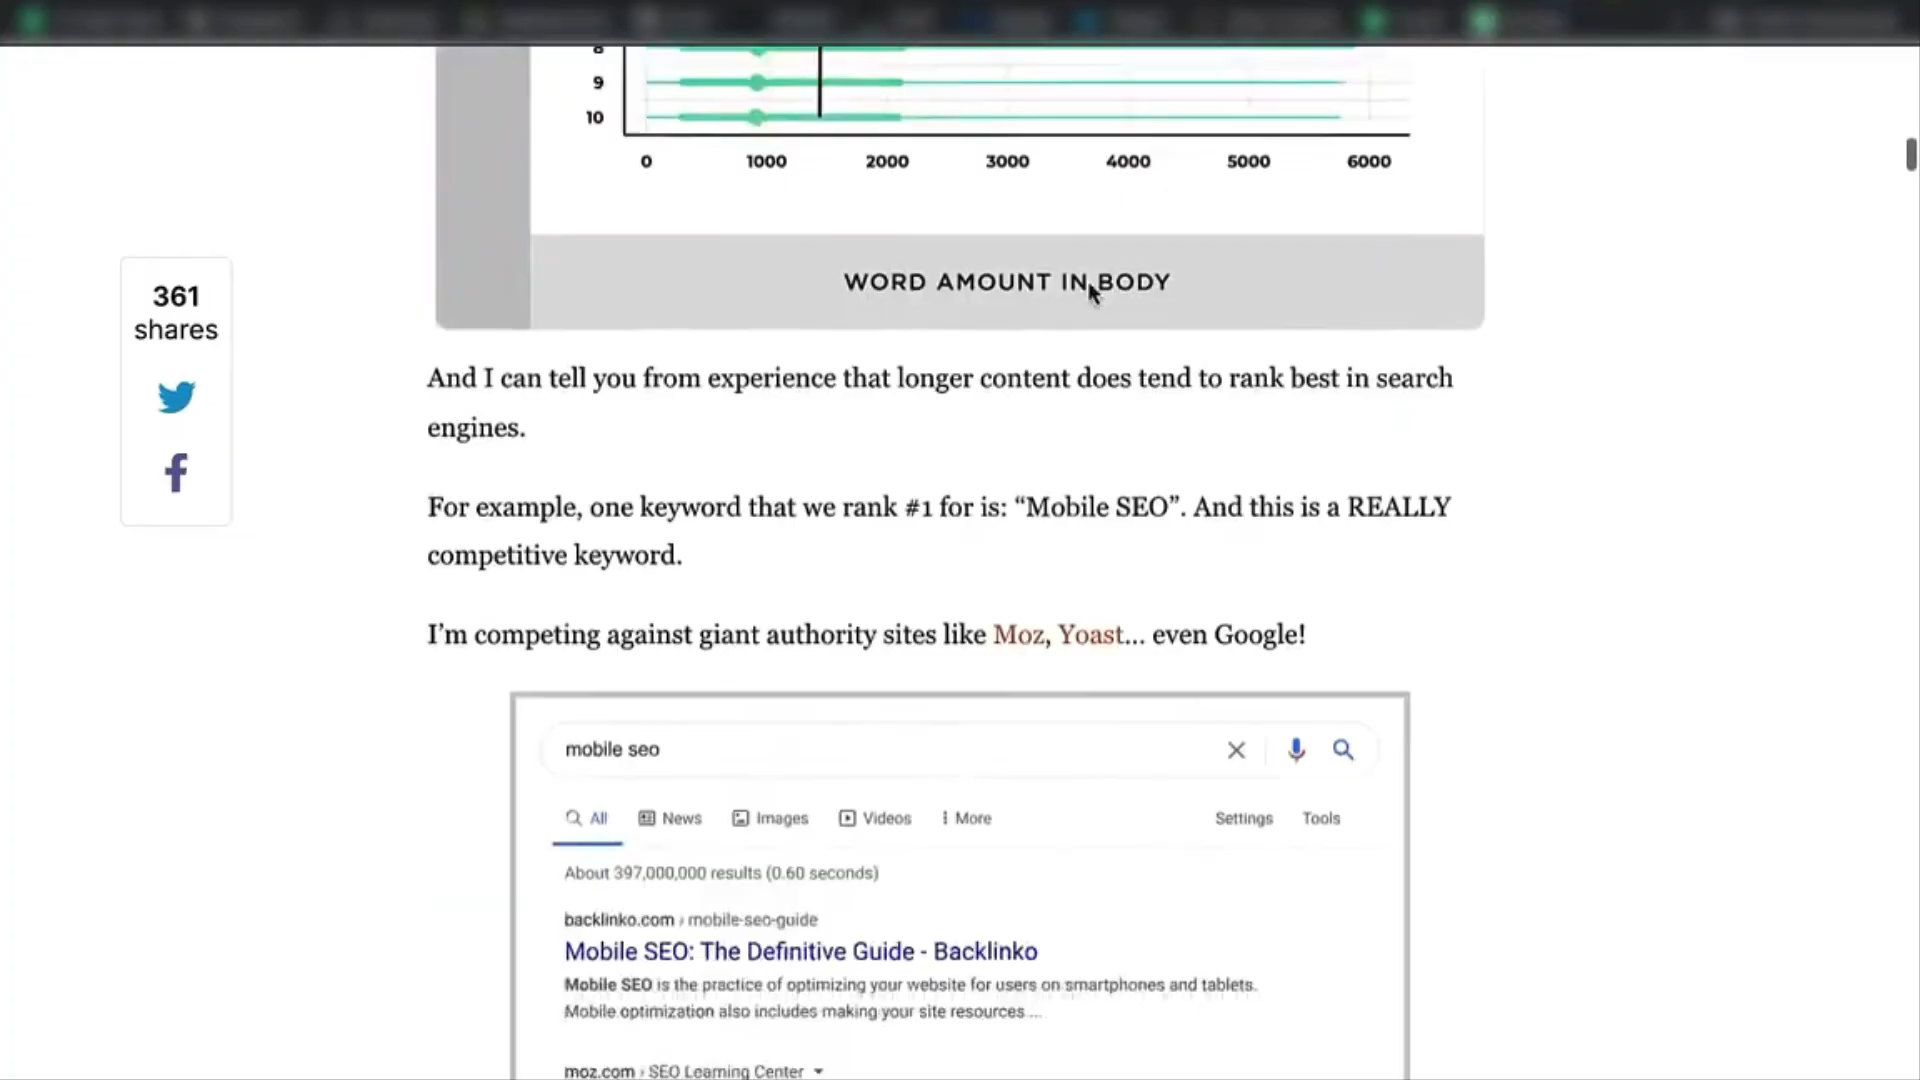 8
9
10
0 1000 2000 3000 4000 5000 6000
WORD AMOUNT IN BODY
361
shares
And I can tell you from experience that longer content does tend to rank best in search
engines.
For example, one keyword that we rank #1 for is: “Mobile SEO”. And this is a REALLY
competitive keyword.
I’m competing against giant authority sites like Moz, Yoast… even Google!
mobile seo
All News Images Videos More Settings Tools
About 397,000,000 results (0.60 seconds)
backlinko.com › mobile-seo-guide
Mobile SEO: The Definitive Guide - Backlinko
Mobile SEO is the practice of optimizing your website for users on smartphones and tablets.
Mobile optimization also includes making your site resources ...
moz.com › SEO Learning Center